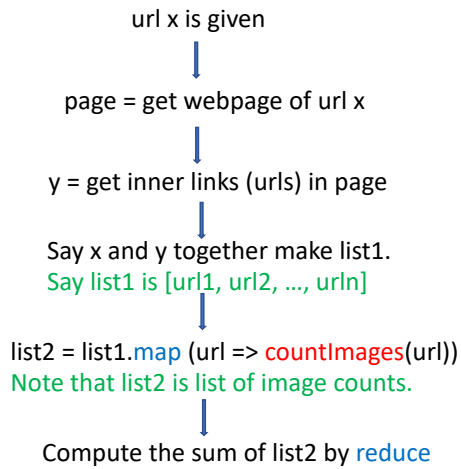 url x is given
page = get webpage of url x
y = get inner links (urls) in page
Say x and y together make list1.
Say list1 is [url1, url2, ..., urln]
list2 = list1.map (url => countImages(url))
Note that list2 is list of image counts.
Compute the sum of list2 by reduce